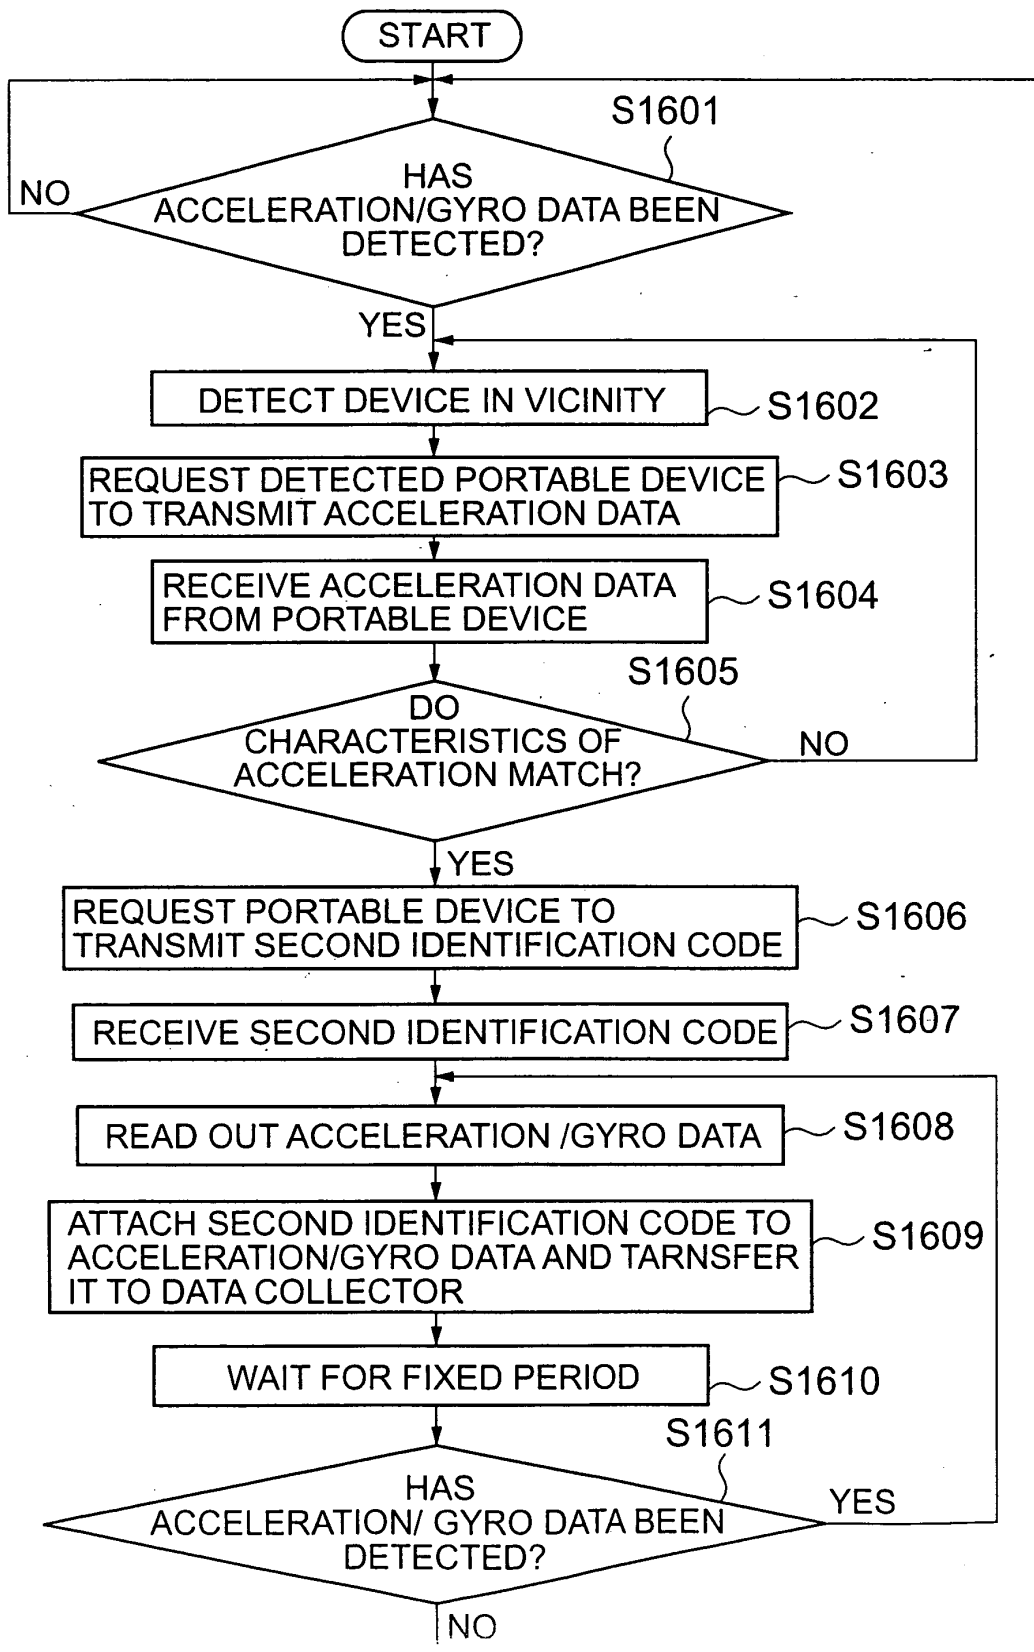 START
S1601
HAS
ACCELERATION/GYRO DATA BEEN
DETECTED?
NO
YES
DETECT DEVICE IN VICINITY
S1602
REQUEST DETECTED PORTABLE DEVICE
TO TRANSMIT ACCELERATION DATA
S1603
RECEIVE ACCELERATION DATA
FROM PORTABLE DEVICE
S1604
S1605
DO
CHARACTERISTICS OF
ACCELERATION MATCH?
NO
YES
REQUEST PORTABLE DEVICE TO
TRANSMIT SECOND IDENTIFICATION CODE
S1606
RECEIVE SECOND IDENTIFICATION CODE
S1607
READ OUT ACCELERATION /GYRO DATA
S1608
ATTACH SECOND IDENTIFICATION CODE TO
ACCELERATION/GYRO DATA AND TARNSFER
IT TO DATA COLLECTOR
S1609
WAIT FOR FIXED PERIOD
S1610
S1611
HAS
ACCELERATION/ GYRO DATA BEEN
DETECTED?
YES
NO